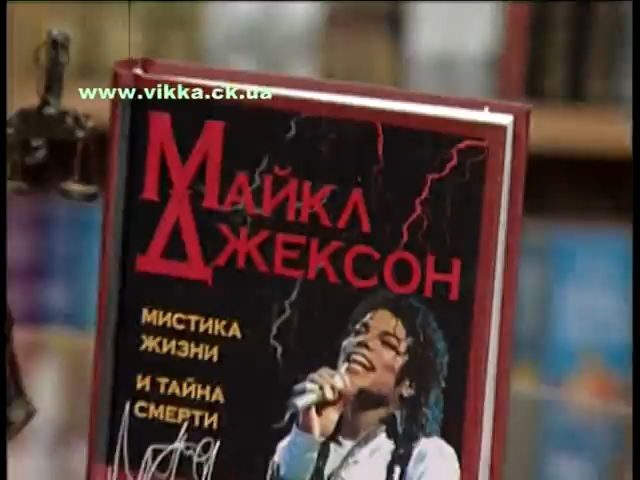 www.vikka.ck.ua
МАЙКЛ
ДЖЕКСОН
МИСТИКА
ЖИЗНИ
И ТАЙНА
СМЕРТИ